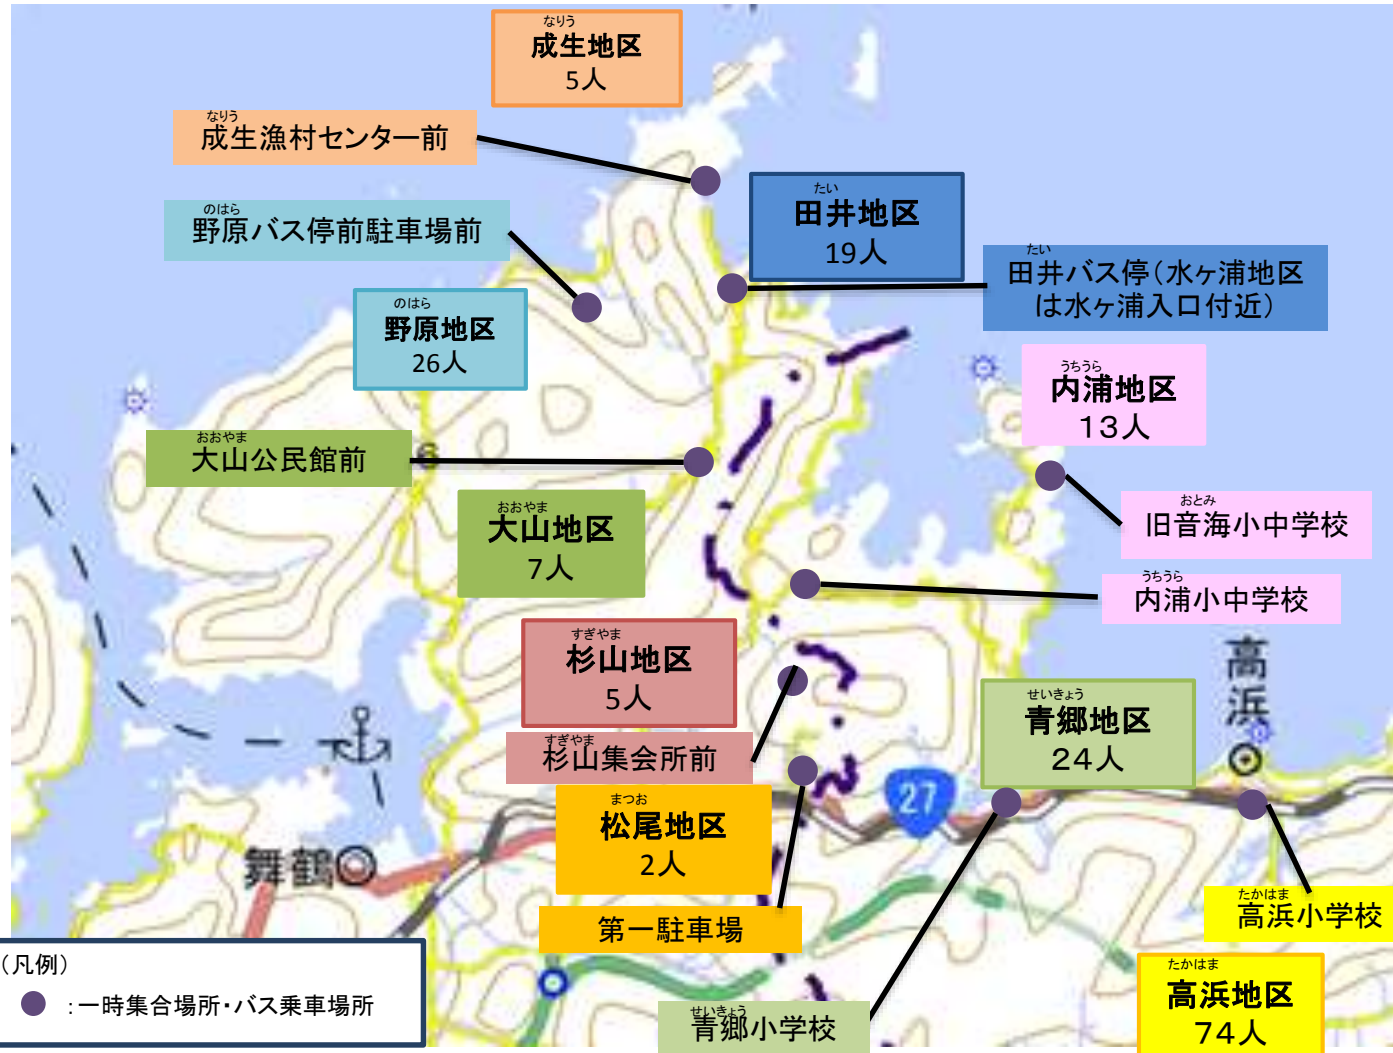 なりう
成生地区
5人
なりう
成生漁村センター前
のはら
野原バス停前駐車場前
たい
田井地区
19人
たい
田井バス停(水ヶ浦地区
は水ヶ浦入口付近)
のはら
野原地区
26人
うちうら
内浦地区
13人
おおやま
大山公民館前
6
おおやま
大山地区
7人
おとみ
旧音海小中学校
うちうら
内浦小中学校
すぎやま
杉山地区
5人
すぎやま
杉山集会所前
せいきょう
青郷地区
24人
高浜
27
まつお
松尾地区
2人
舞鶴
第一駐車場
たかはま
高浜小学校
たかはま
高浜地区
74人
せいきょう
青郷小学校
(凡例)
:一時集合場所・バス乗車場所